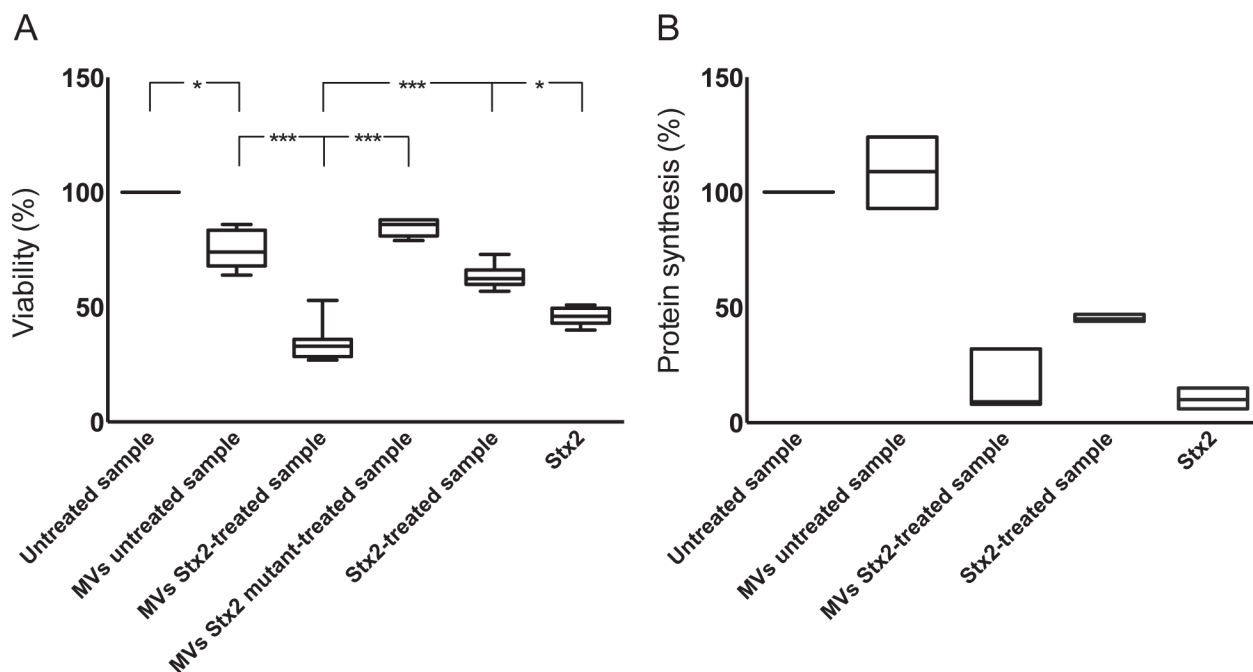 A
Viability (%)
150
100
50
0
* *** *
*** ***
Untreated sample
MVs untreated sample
MVs Stx2-treated sample
MVs Stx2 mutant-treated sample
Stx2-treated sample
Stx2
B
Protein synthesis (%)
150
100
50
0
Untreated sample
MVs untreated sample
MVs Stx2-treated sample
Stx2-treated sample
Stx2